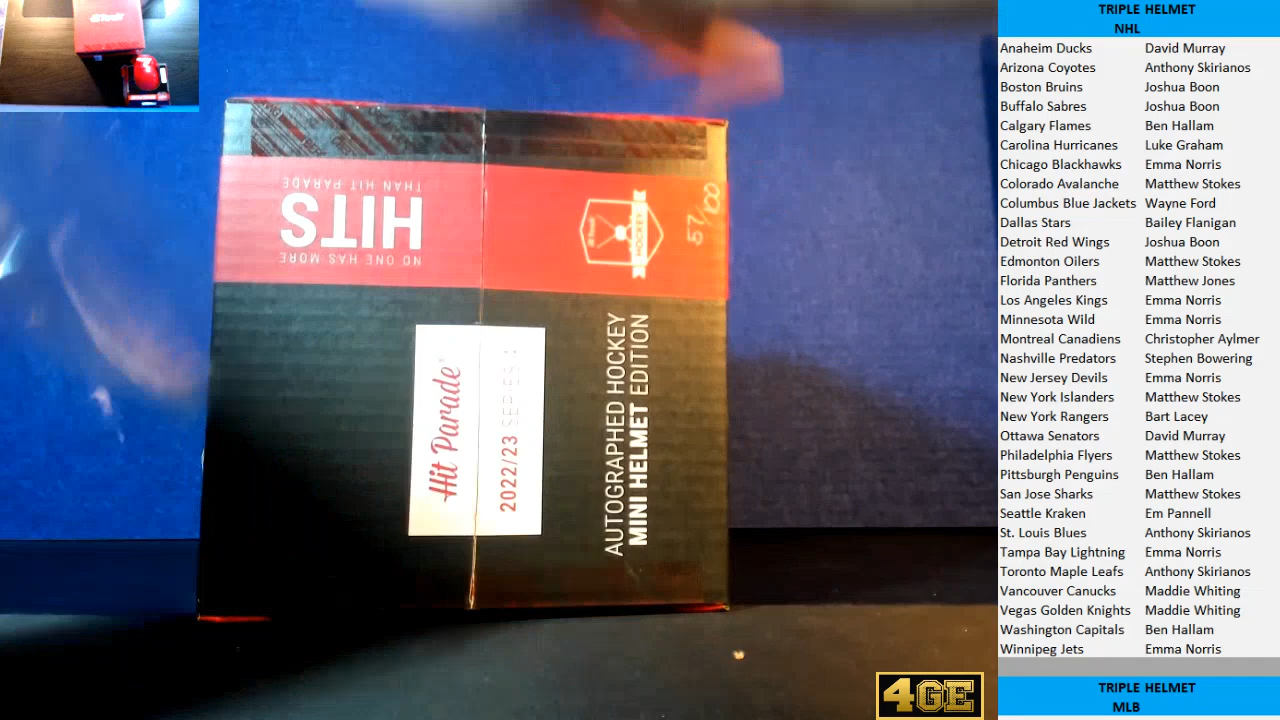 NO ONE HAS MORE
HITS
THAN HIT PARADE
HOCKEY
57/100
Hit Parade
2022/23 SERIES
AUTOGRAPHED HOCKEY
MINI HELMET EDITION
4GE
TRIPLE HELMET
NHL
Anaheim Ducks David Murray
Arizona Coyotes Anthony Skirianos
Boston Bruins Joshua Boon
Buffalo Sabres Joshua Boon
Calgary Flames Ben Hallam
Carolina Hurricanes Luke Graham
Chicago Blackhawks Emma Norris
Colorado Avalanche Matthew Stokes
Columbus Blue Jackets Wayne Ford
Dallas Stars Bailey Flanigan
Detroit Red Wings Joshua Boon
Edmonton Oilers Matthew Stokes
Florida Panthers Matthew Jones
Los Angeles Kings Emma Norris
Minnesota Wild Emma Norris
Montreal Canadiens Christopher Aylmer
Nashville Predators Stephen Bowering
New Jersey Devils Emma Norris
New York Islanders Matthew Stokes
New York Rangers Bart Lacey
Ottawa Senators David Murray
Philadelphia Flyers Matthew Stokes
Pittsburgh Penguins Ben Hallam
San Jose Sharks Matthew Stokes
Seattle Kraken Em Pannell
St. Louis Blues Anthony Skirianos
Tampa Bay Lightning Emma Norris
Toronto Maple Leafs Anthony Skirianos
Vancouver Canucks Maddie Whiting
Vegas Golden Knights Maddie Whiting
Washington Capitals Ben Hallam
Winnipeg Jets Emma Norris
TRIPLE HELMET
MLB